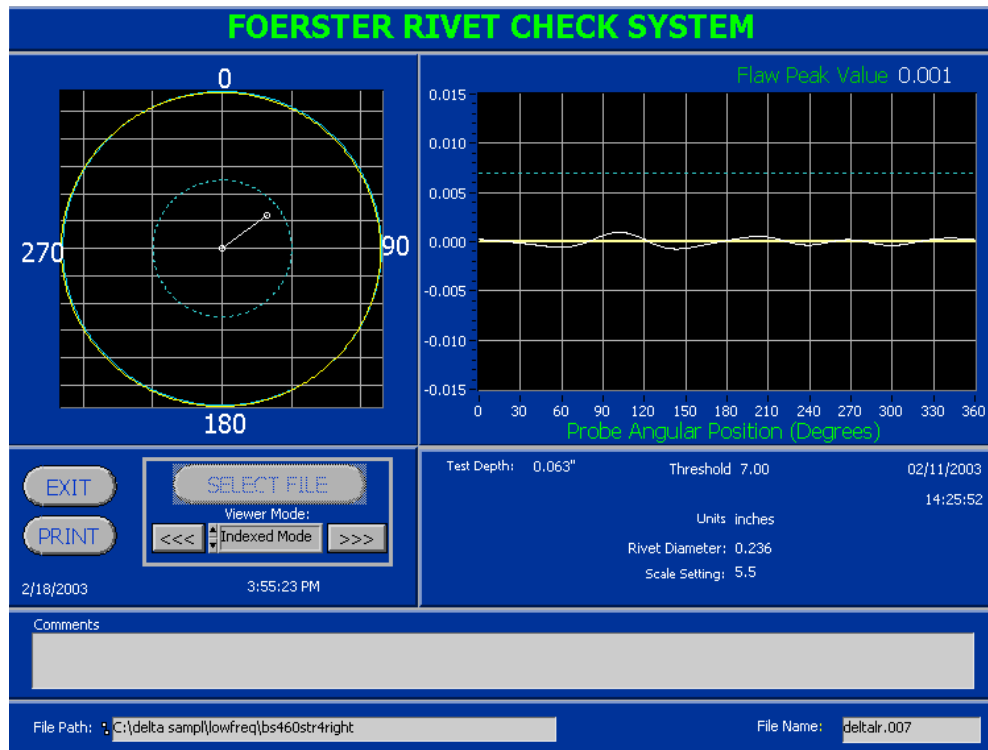 FOERSTER RIVET CHECK SYSTEM
0
270
90
180
Flaw Peak Value 0.001
0.015
0.010
0.005
0.000
-0.005
-0.010
-0.015
0 30 60 90 120 150 180 210 240 270 300 330 360
Probe Angular Position (Degrees)
EXIT
PRINT
SELECT FILE
Viewer Mode:
<<< Indexed Mode >>>
2/18/2003 3:55:23 PM
Test Depth: 0.063" Threshold 7.00 02/11/2003
14:25:52
Units inches
Rivet Diameter: 0.236
Scale Setting: 5.5
Comments
File Path: C:\delta sampl\lowfreq\bs460str4right File Name: deltalr.007